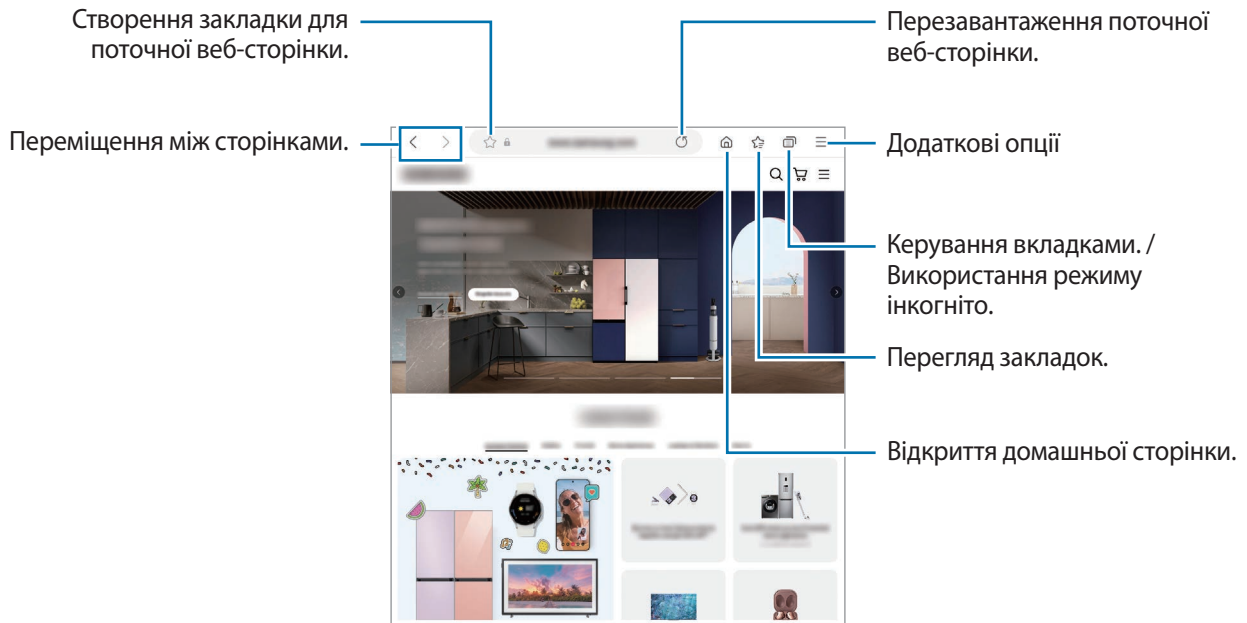 Створення закладки для
поточної веб-сторінки.
Перезавантаження поточної
веб-сторінки.
Переміщення між сторінками.
Додаткові опції
Керування вкладками. /
Використання режиму
інкогніто.
Перегляд закладок.
Відкриття домашньої сторінки.